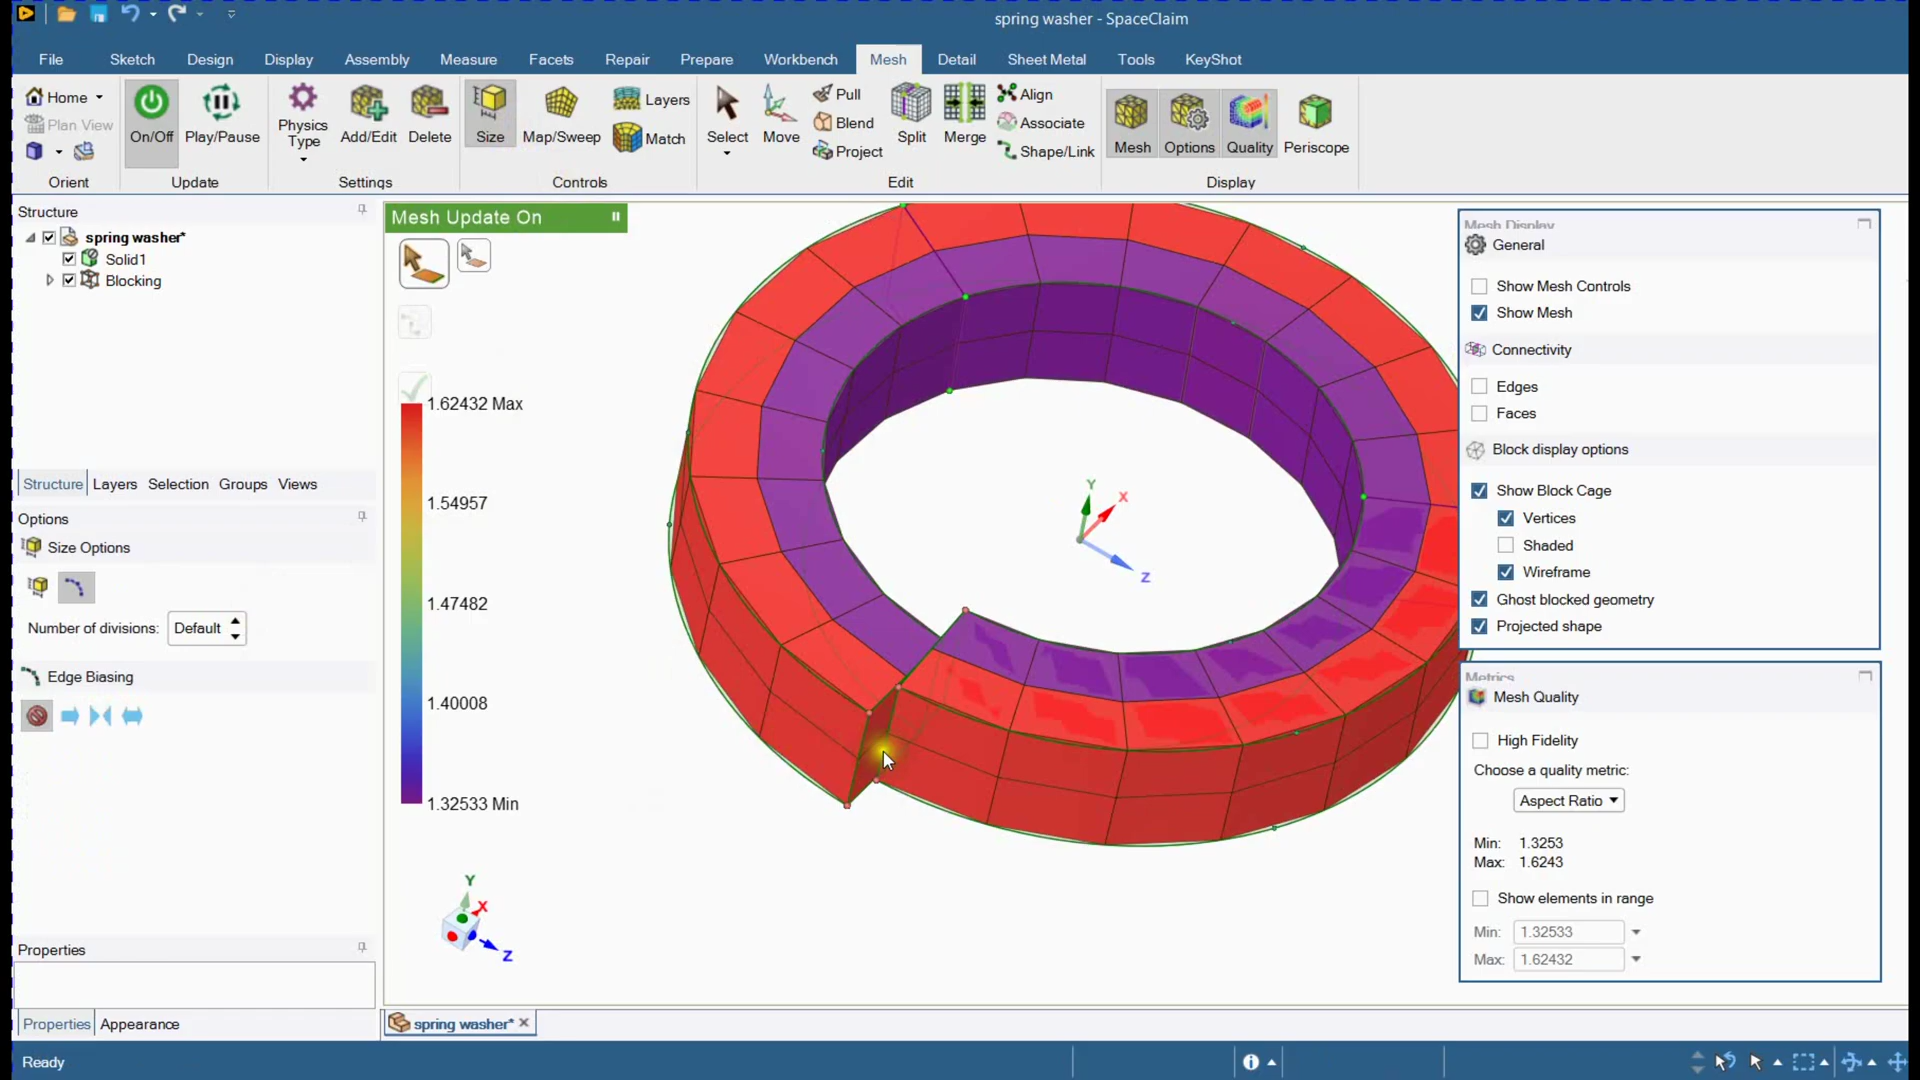 spring washer - SpaceClaim
File Sketch Design Display Assembly Measure Facets Repair Prepare Workbench Mesh Detail Sheet Metal Tools KeyShot
Home
Plan View
Orient
On/Off
Play/Pause
Update
Physics
Type
Add/Edit
Delete
Settings
Size
Map/Sweep
Layers
Match
Controls
Select
Move
Pull
Blend
Project
Split
Merge
Align
Associate
Shape/Link
Edit
Mesh
Options
Quality
Periscope
Display
Structure
spring washer*
Solid1
Blocking
Structure Layers Selection Groups Views
Options
Size Options
Number of divisions: Default
Edge Biasing
Properties
Properties Appearance
Mesh Update On
1.62432 Max
1.54957
1.47482
1.40008
1.32533 Min
Y
X
Z
Y
X
Z
Mesh Display
General
Show Mesh Controls
Show Mesh
Connectivity
Edges
Faces
Block display options
Show Block Cage
Vertices
Shaded
Wireframe
Ghost blocked geometry
Projected shape
Metrics
Mesh Quality
High Fidelity
Choose a quality metric:
Aspect Ratio
Min: 1.3253
Max: 1.6243
Show elements in range
Min: 1.32533
Max: 1.62432
spring washer*
Ready